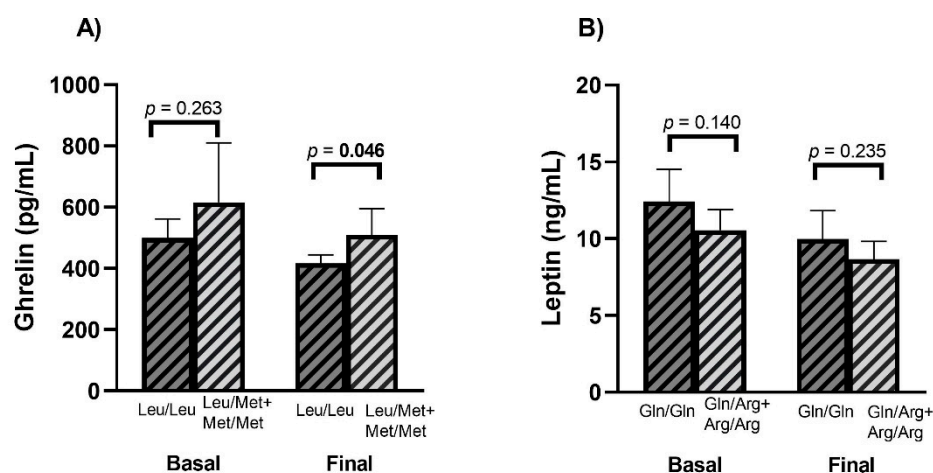 A)
Ghrelin (pg/mL)
1000
800
600
400
200
0
p = 0.263
p = 0.046
Leu/Leu
Leu/Met+
Met/Met
Leu/Leu
Leu/Met+
Met/Met
Basal
Final
B)
Leptin (ng/mL)
20
15
10
5
0
p = 0.140
p = 0.235
Gln/Gln
Gln/Arg+
Arg/Arg
Gln/Gln
Gln/Arg+
Arg/Arg
Basal
Final